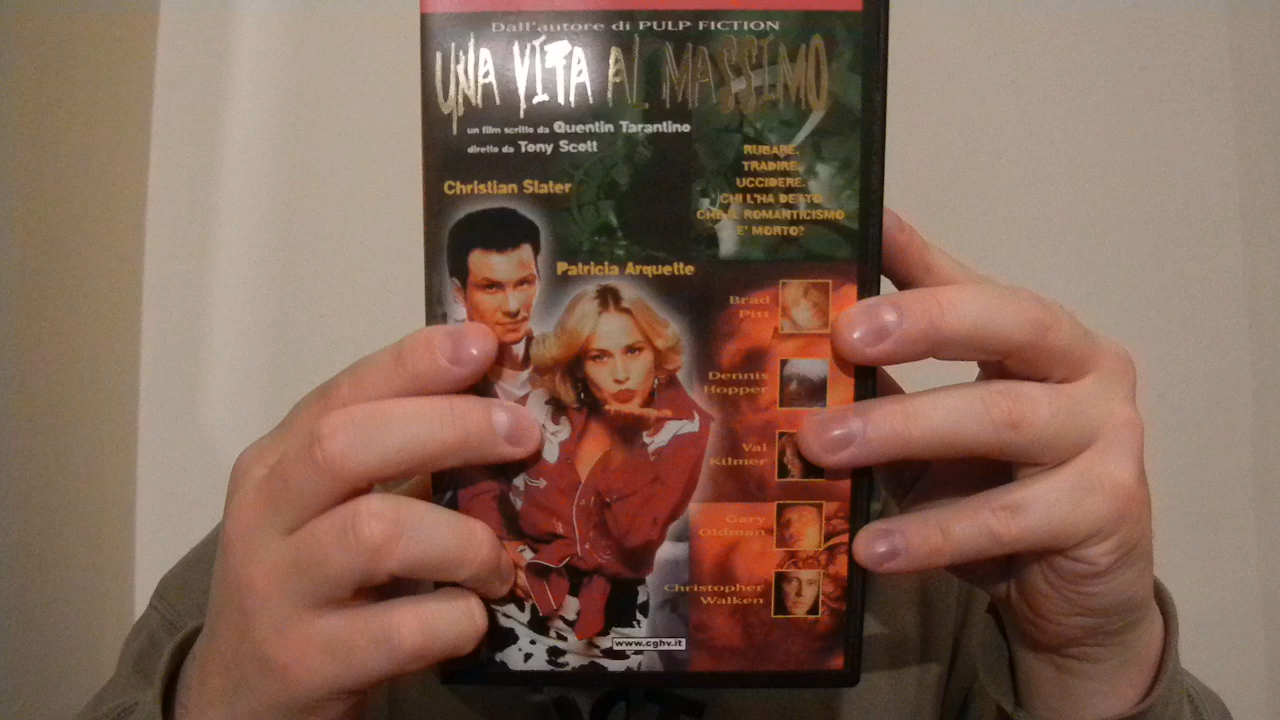 Dall'autore di PULP FICTION
UNA VITA AL MASSIMO
un film scritto da Quentin Tarantino
diretto da Tony Scott
RUBARE.
TRADIRE.
UCCIDERE.
CHI L'HA DETTO
CHE IL ROMANTICISMO
E' MORTO?
Christian Slater
Patricia Arquette
Brad
Pitt
Dennis
Hopper
Val
Kilmer
Gary
Oldman
Christopher
Walken
www.cghv.it